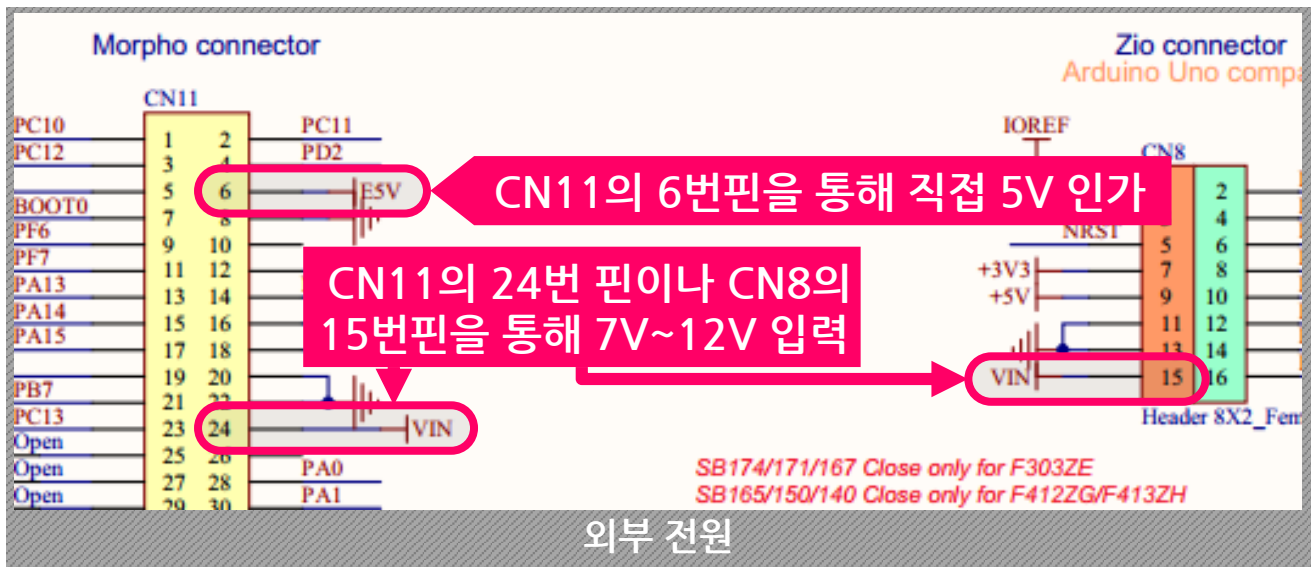 Morpho connector
Zio connector
Arduino Uno compa
CN11
IOREF
CN8
PC10 1 2 PC11
PC12 3 4 PD2
5 6 E5V
CN11의 6번핀을 통해 직접 5V 인가
BOOT0 7 8
PF6 9 10
PF7 11 12
PA13 13 14
PA14 15 16
PA15 17 18
19 20
PB7 21 22
PC13 23 24 VIN
Open 25 26
Open 27 28 PA0
Open 29 30 PA1
CN11의 24번 핀이나 CN8의
15번핀을 통해 7V~12V 입력
2
4
NRST 5 6
+3V3 7 8
+5V 9 10
11 12
13 14
VIN 15 16
Header 8X2_Fem
SB174/171/167 Close only for F303ZE
SB165/150/140 Close only for F412ZG/F413ZH
외부 전원